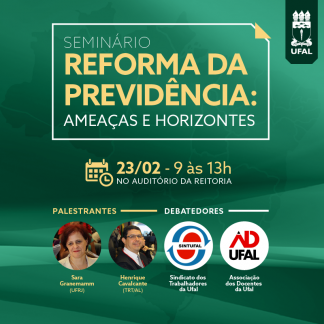 UFAL
SEMINÁRIO
REFORMA DA
PREVIDÊNCIA:
AMEAÇAS E HORIZONTES
23/02 - 9 às 13h
NO AUDITÓRIO DA REITORIA
PALESTRANTES
DEBATEDORES
SINTUFAL
AD
UFAL
Sara
Granemamm
(UFRJ)
Henrique
Cavalcante
(TRT/AL)
Sindicato dos
Trabalhadores
da Ufal
Associação
dos Docentes
da Ufal